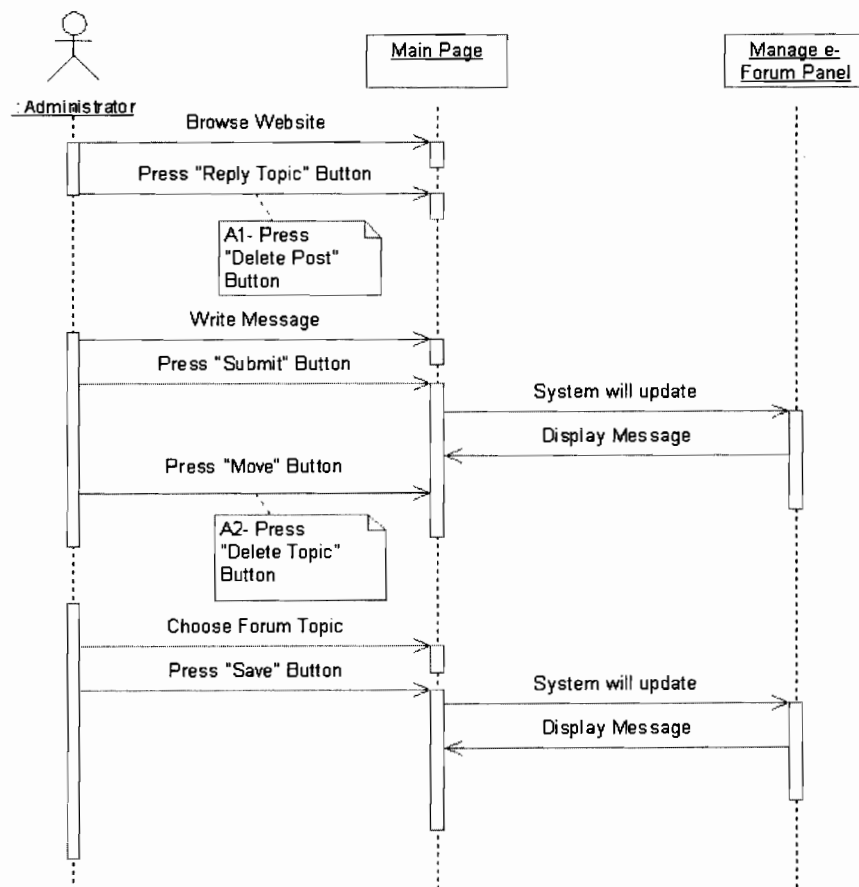 Main Page
Manage e-
Forum Panel
: Administrator
Browse Website
Press "Reply Topic" Button
A1- Press
"Delete Post"
Button
Write Message
Press "Submit" Button
System will update
Display Message
Press "Move" Button
A2- Press
"Delete Topic"
Button
Choose Forum Topic
Press "Save" Button
System will update
Display Message